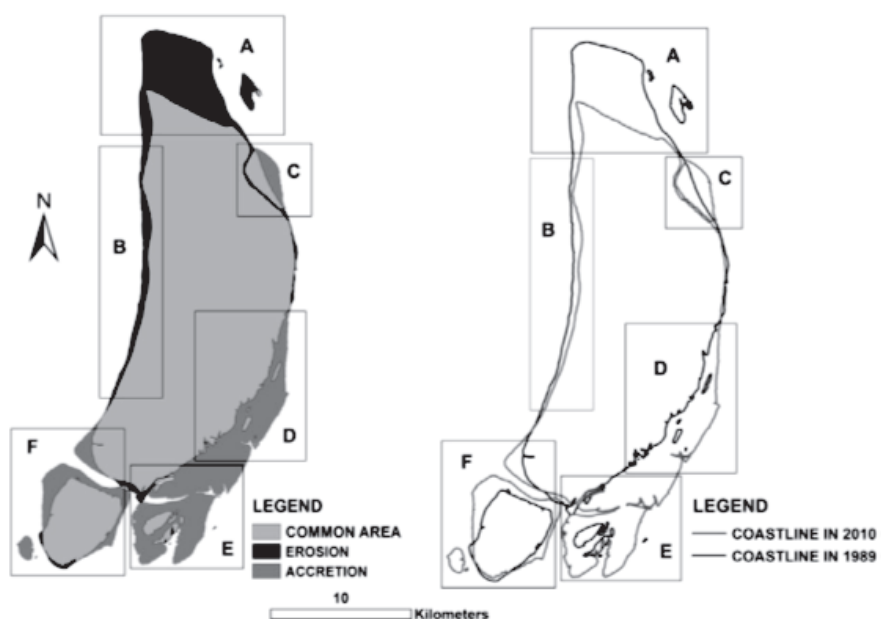 A
C
N
B
D
F
E
LEGEND
COMMON AREA
EROSION
ACCRETION
A
C
B
D
F
E
LEGEND
COASTLINE IN 2010
COASTLINE IN 1989
10
Kilometers